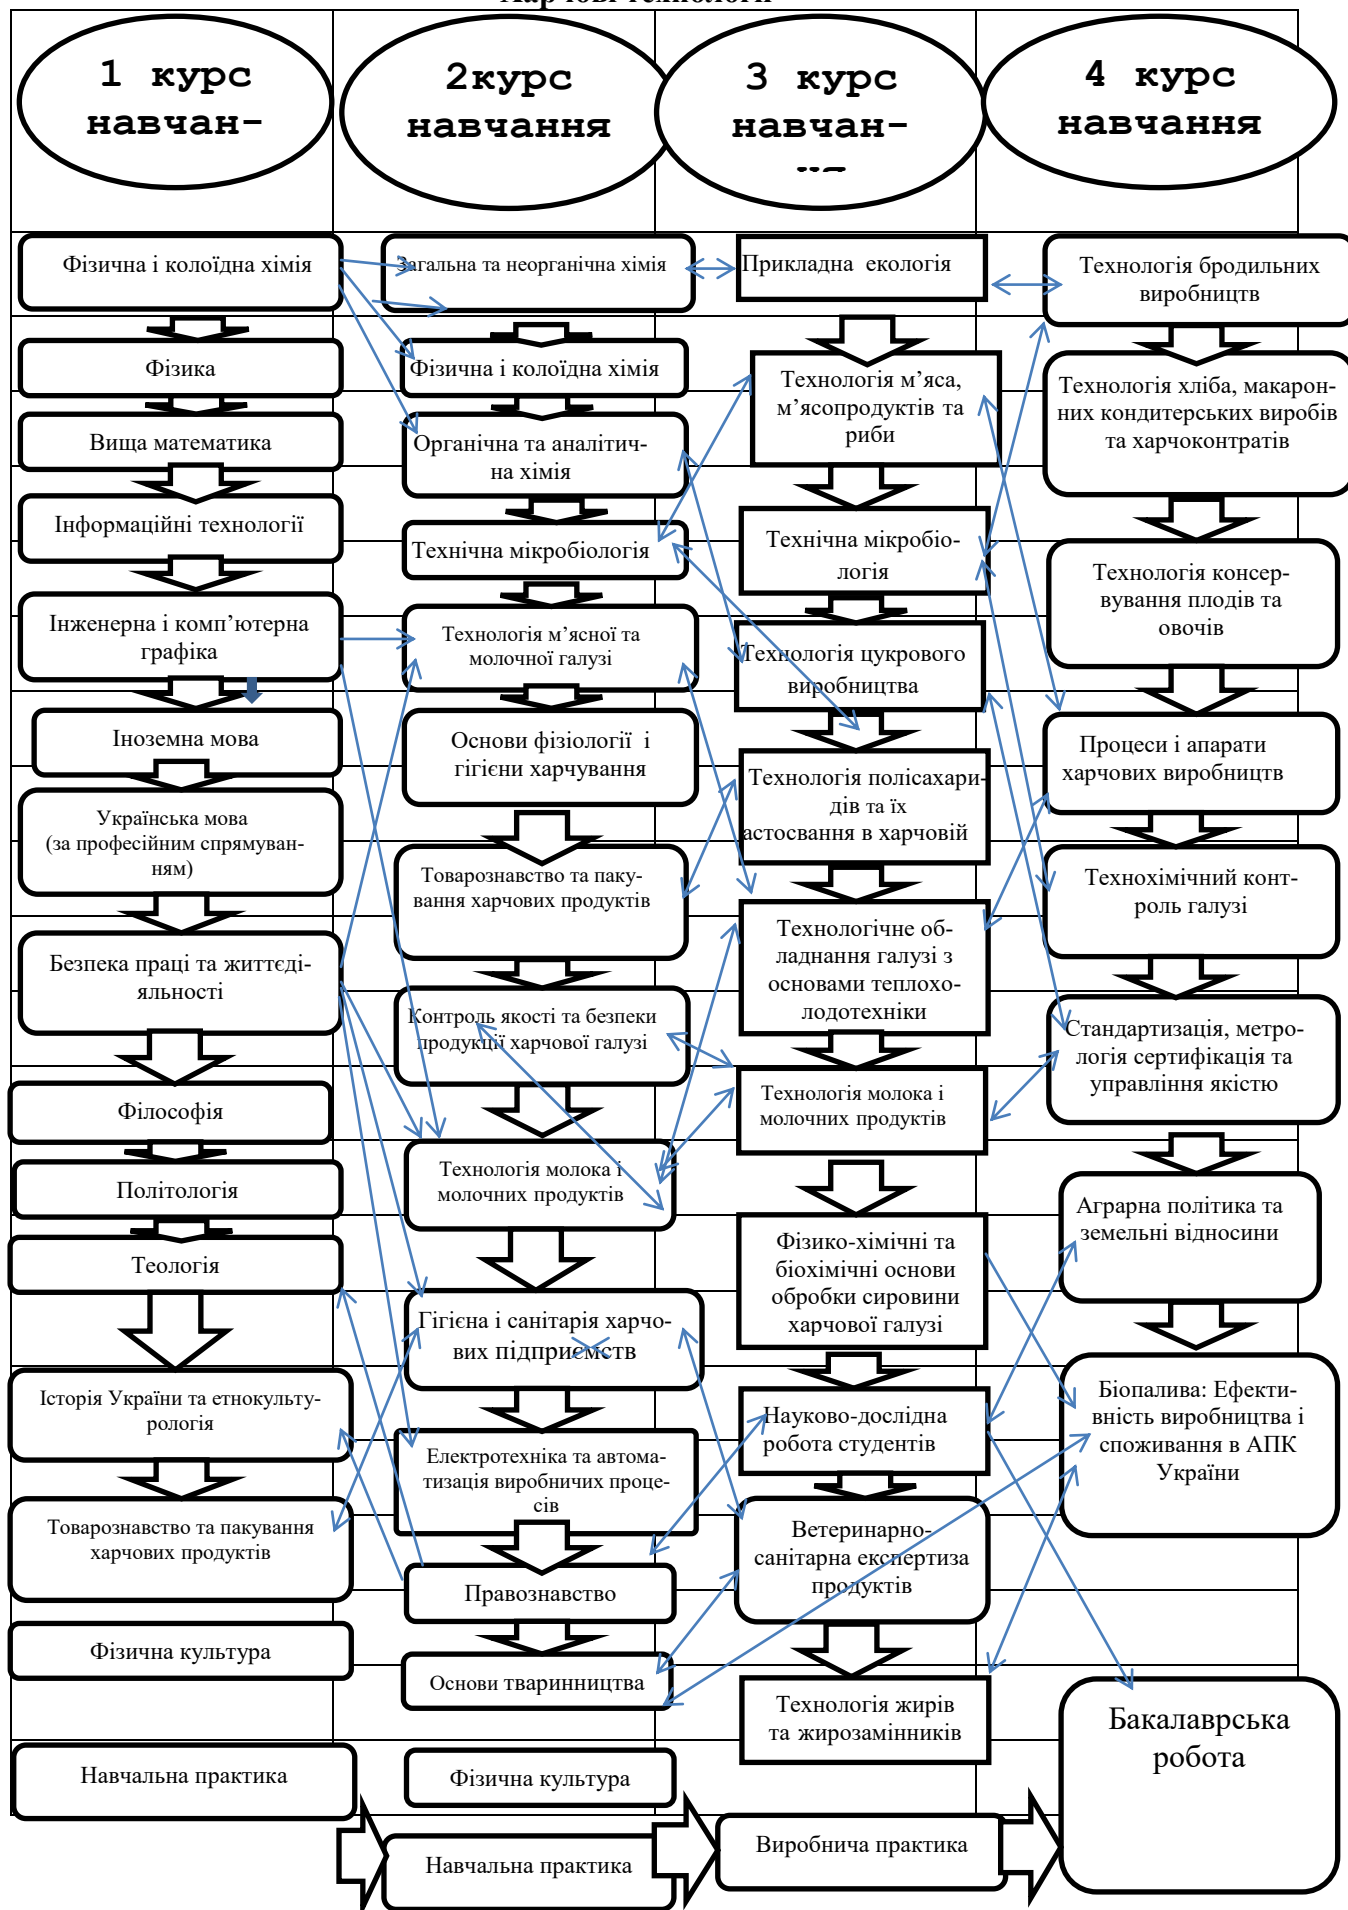 Харчові технології
1 курс
навчан-
2курс
навчання
3 курс
навчан-
ня
4 курс
навчання
Фізична і колоїдна хімія
Фізика
Вища математика
Інформаційні технології
Інженерна і комп’ютерна
графіка
Іноземна мова
Українська мова
(за професійним спрямуван-
ням)
Безпека праці та життєді-
яльності
Філософія
Політологія
Теологія
Історія України та етнокульту-
рологія
Товарознавство та пакування
харчових продуктів
Фізична культура
Навчальна практика
Загальна та неорганічна хімія
Фізична і колоїдна хімія
Органічна та аналітич-
на хімія
Технічна мікробіологія
Технологія м’ясної та
молочної галузі
Основи фізіології і
гігієни харчування
Товарознавство та паку-
вання харчових продуктів
Контроль якості та безпеки
продукції харчової галузі
Технологія молока і
молочних продуктів
Гігієна і санітарія харчо-
вих підприємств
Електротехніка та автома-
тизація виробничих проце-
сів
Правознавство
Основи тваринництва
Фізична культура
Навчальна практика
Прикладна екологія
Технологія м’яса,
м’ясопродуктів та
риби
Технічна мікробіо-
логія
Технологія цукрового
виробництва
Технологія полісахари-
дів та їх
астосвання в харчовій
Технологічне об-
ладнання галузі з
основами теплохо-
лодотехніки
Технологія молока і
молочних продуктів
Фізико-хімічні та
біохімічні основи
обробки сировини
харчової галузі
Науково-дослідна
робота студентів
Ветеринарно-
санітарна експертиза
продуктів
Технологія жирів
та жирозамінників
Виробнича практика
Технологія бродильних
виробництв
Технологія хліба, макарон-
них кондитерських виробів
та харчоконтратів
Технологія консер-
вування плодів та
овочів
Процеси і апарати
харчових виробництв
Технохімічний конт-
роль галузі
Стандартизація, метро-
логія сертифікація та
управління якістю
Аграрна політика та
земельні відносини
Біопалива: Ефекти-
вність виробництва і
споживання в АПК
України
Бакалаврська
робота